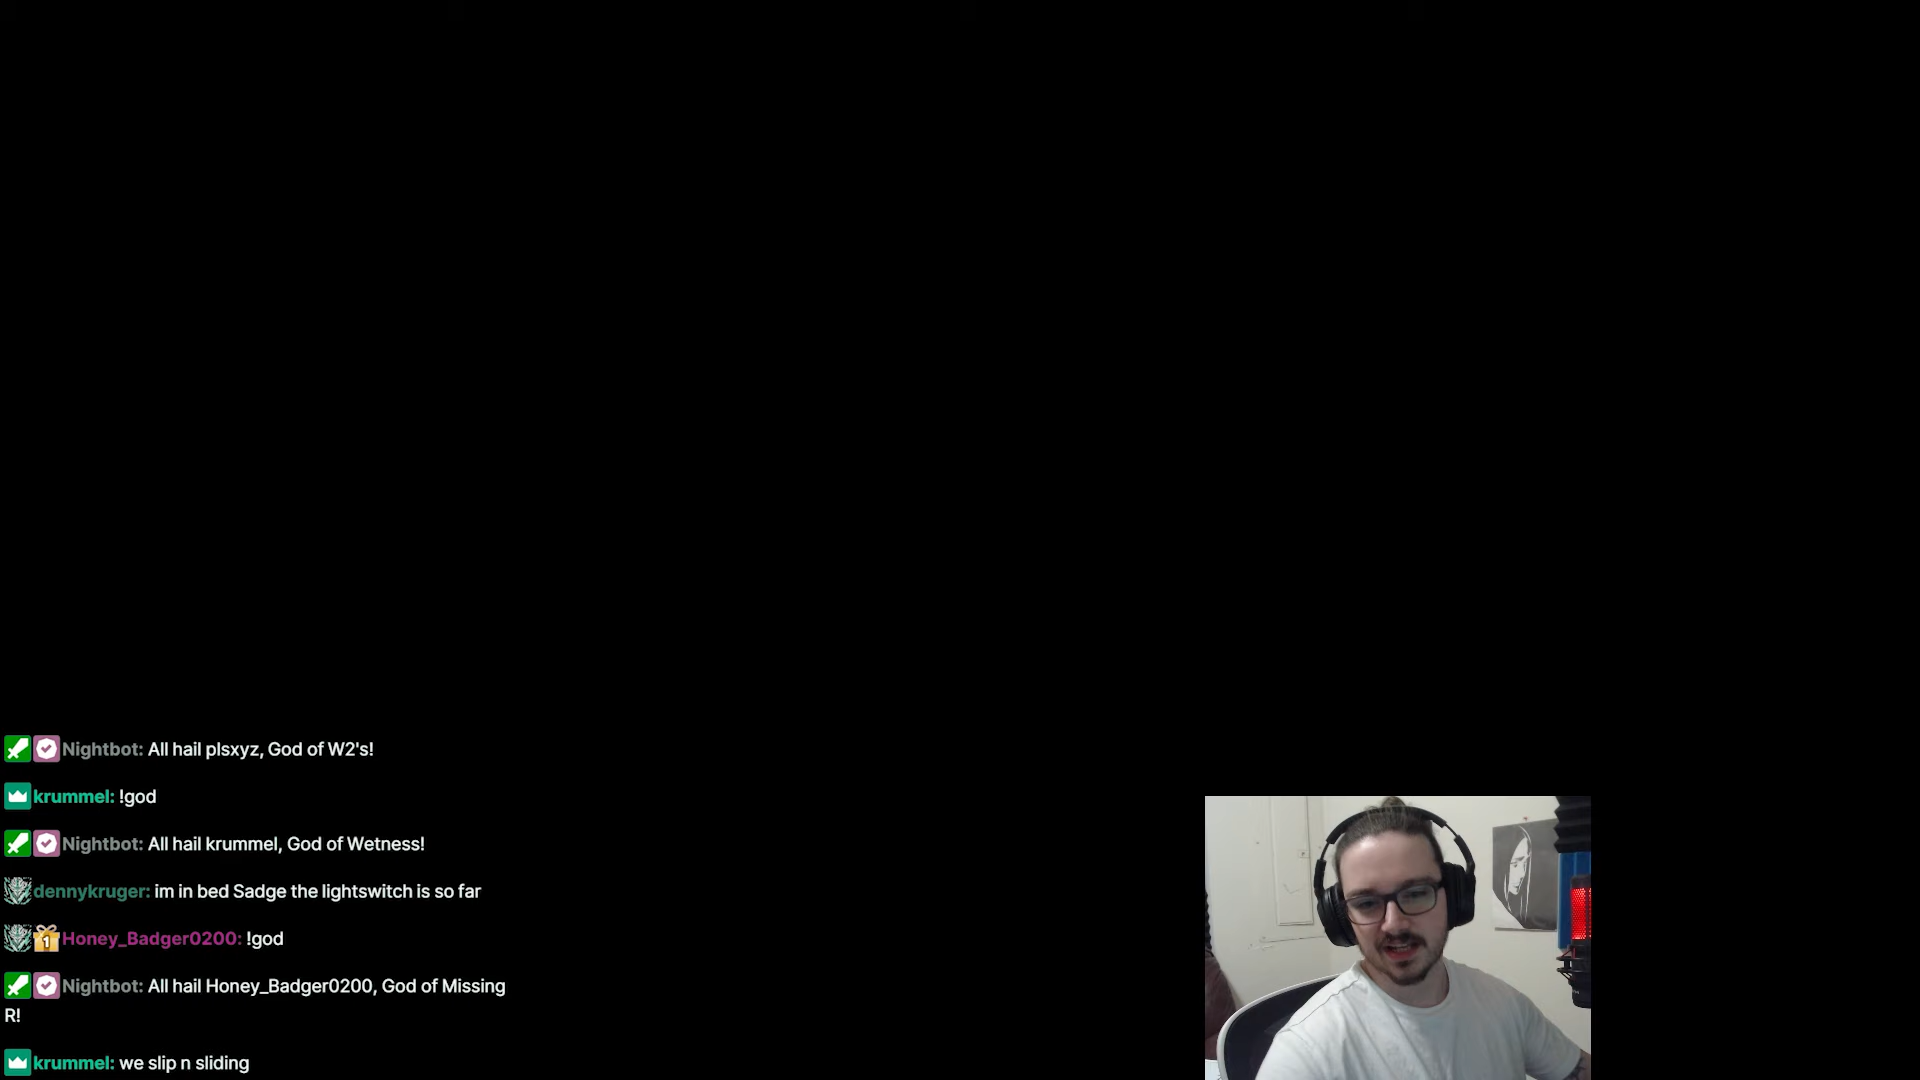 Nightbot: All hail plsxyz, God of W2's!
krummel: !god
Nightbot: All hail krummel, God of Wetness!
dennykruger: im in bed Sadge the lightswitch is so far
1 Honey_Badger0200: !god
Nightbot: All hail Honey_Badger0200, God of Missing
R!
krummel: we slip n sliding